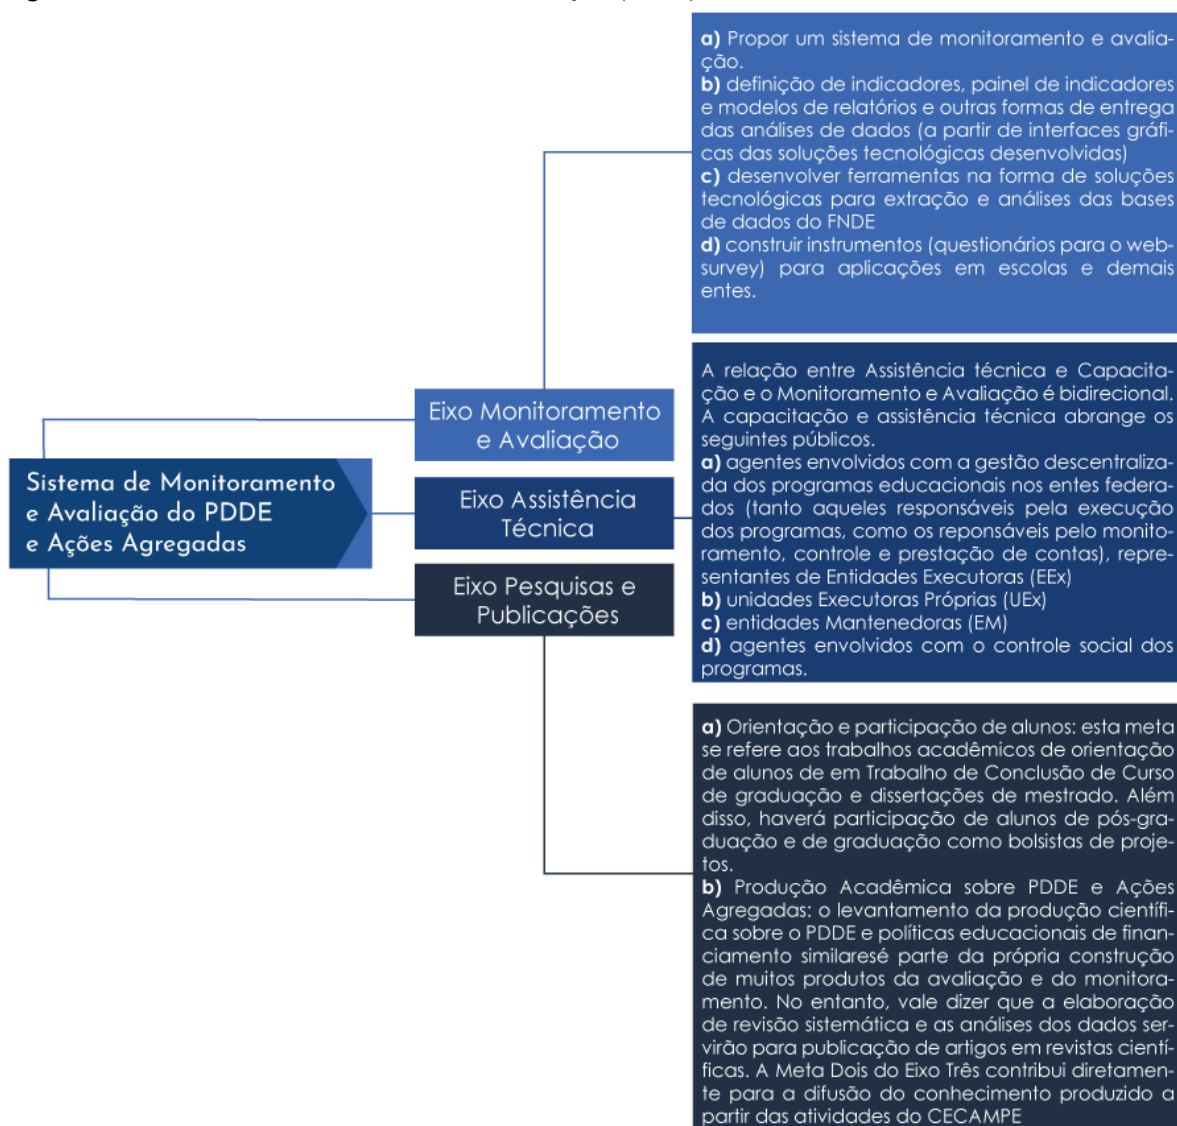 a) Propor um sistema de monitoramento e avalia-
ção.
b) definição de indicadores, painel de indicadores
e modelos de relatórios e outras formas de entrega
das análises de dados (a partir de interfaces gráfi-
cas das soluções tecnológicas desenvolvidas)
c) desenvolver ferramentas na forma de soluções
tecnológicas para extração e análises das bases
de dados do FNDE
d) construir instrumentos (questionários para o web-
survey) para aplicações em escolas e demais
entes.
Eixo Monitoramento
e Avaliação
Sistema de Monitoramento
e Avaliação do PDDE
e Ações Agregadas
Eixo Assistência
Técnica
Eixo Pesquisas e
Publicações
A relação entre Assistência técnica e Capacita-
ção e o Monitoramento e Avaliação é bidirecional.
A capacitação e assistência técnica abrange os
seguintes públicos.
a) agentes envolvidos com a gestão descentraliza-
da dos programas educacionais nos entes federa-
dos (tanto aqueles responsáveis pela execução
dos programas, como os reponsáveis pelo monito-
ramento, controle e prestação de contas), repre-
sentantes de Entidades Executoras (EEx)
b) unidades Executoras Próprias (UEx)
c) entidades Mantenedoras (EM)
d) agentes envolvidos com o controle social dos
programas.
a) Orientação e participação de alunos: esta meta
se refere aos trabalhos acadêmicos de orientação
de alunos de em Trabalho de Conclusão de Curso
de graduação e dissertações de mestrado. Além
disso, haverá participação de alunos de pós-gra-
duação e de graduação como bolsistas de proje-
tos.
b) Produção Acadêmica sobre PDDE e Ações
Agregadas: o levantamento da produção científi-
ca sobre o PDDE e políticas educacionais de finan-
ciamento similaresé parte da própria construção
de muitos produtos da avaliação e do monitora-
mento. No entanto, vale dizer que a elaboração
de revisão sistemática e as análises dos dados ser-
virão para publicação de artigos em revistas cientí-
ficas. A Meta Dois do Eixo Três contribui diretamen-
te para a difusão do conhecimento produzido a
partir das atividades do CECAMPE